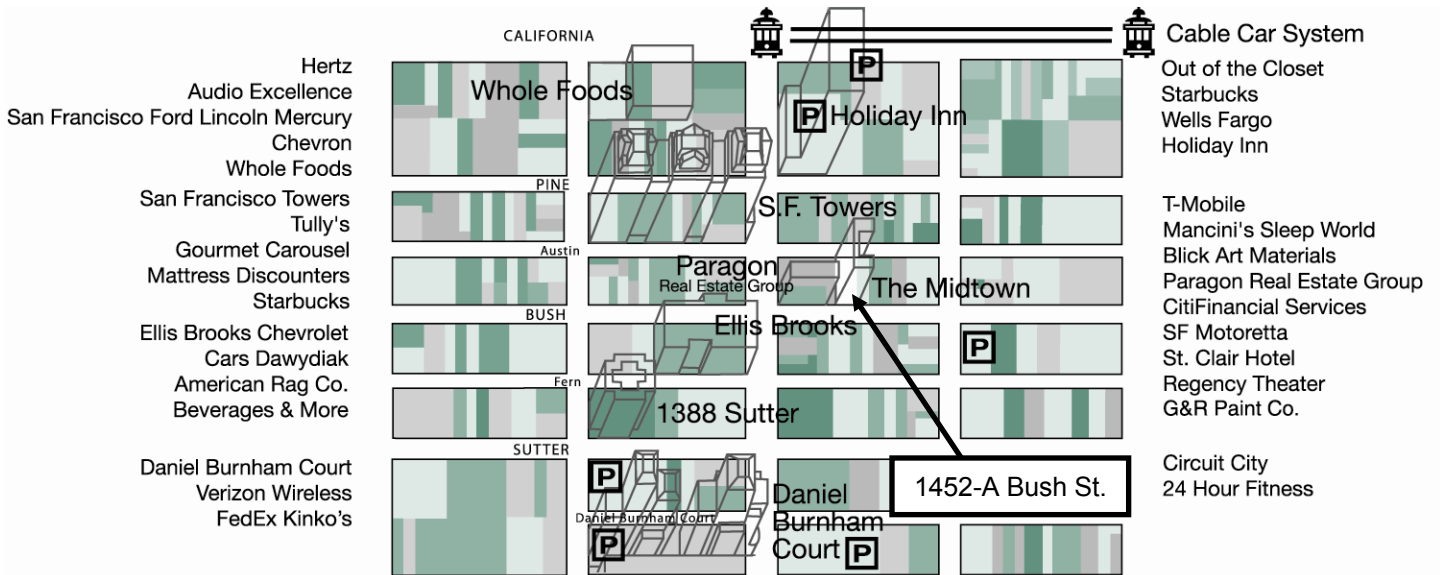 CALIFORNIA
Cable Car System
Hertz
Audio Excellence
San Francisco Ford Lincoln Mercury
Chevron
Whole Foods
Whole Foods
P
P
Holiday Inn
Out of the Closet
Starbucks
Wells Fargo
Holiday Inn
PINE
San Francisco Towers
Tully's
Gourmet Carousel
Mattress Discounters
Starbucks
S.F. Towers
Austin
Paragon
Real Estate Group
The Midtown
T-Mobile
Mancini's Sleep World
Blick Art Materials
Paragon Real Estate Group
CitiFinancial Services
SF Motoretta
St. Clair Hotel
Regency Theater
G&R Paint Co.
BUSH
Ellis Brooks Chevrolet
Cars Dawydiak
American Rag Co.
Beverages & More
Ellis Brooks
P
Fern
1388 Sutter
SUTTER
Daniel Burnham Court
Verizon Wireless
FedEx Kinko's
P
Daniel Burnham Court
P
Daniel
Burnham
Court
P
1452-A Bush St.
Circuit City
24 Hour Fitness